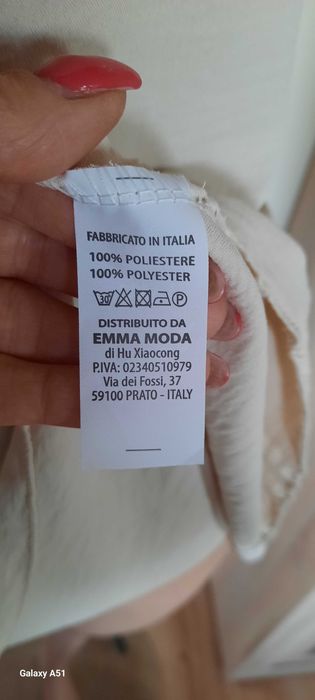 FABBRICATO IN ITALIA
100% POLIESTERE
100% POLYESTER
30 P
DISTRIBUITO DA
EMMA MODA
di Hu Xiaocong
P.IVA: 02340510979
Via dei Fossi, 37
59100 PRATO - ITALY
Galaxy A51